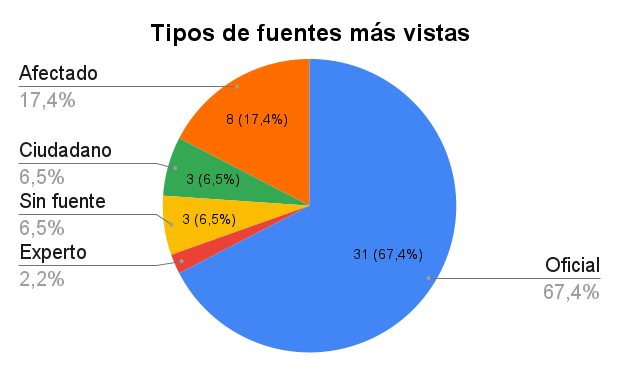 Tipos de fuentes más vistas
Afectado
17,4%
8 (17,4%)
Ciudadano
6,5%
3 (6,5%)
Sin fuente
6,5%
3 (6,5%)
Experto
2,2%
31 (67,4%)
Oficial
67,4%